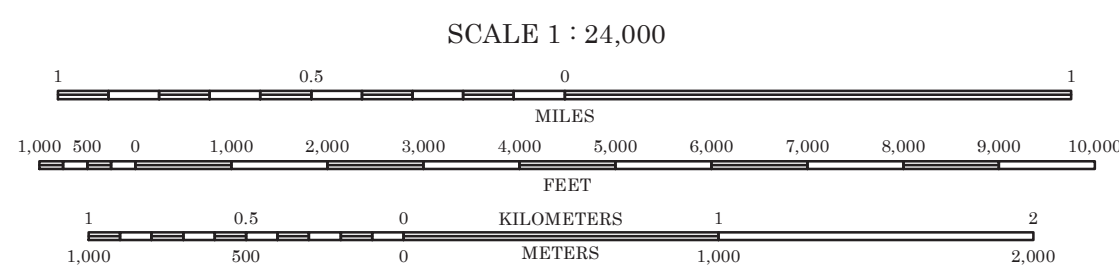 SCALE 1 : 24,000
1 0.5 0 1
MILES
1,000 500 0 1,000 2,000 3,000 4,000 5,000 6,000 7,000 8,000 9,000 10,000
FEET
1 0.5 0 KILOMETERS 1 2
1,000 500 0 METERS 1,000 2,000